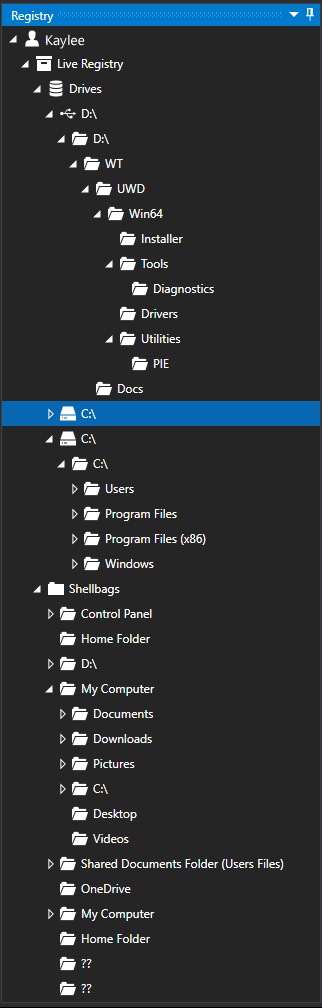 Registry
Kaylee
Live Registry
Drives
D:\
D:\
WT
UWD
Win64
Installer
Tools
Diagnostics
Drivers
Utilities
PIE
Docs
C:\
C:\
C:\
Users
Program Files
Program Files (x86)
Windows
Shellbags
Control Panel
Home Folder
D:\
My Computer
Documents
Downloads
Pictures
C:\
Desktop
Videos
Shared Documents Folder (Users Files)
OneDrive
My Computer
Home Folder
??
??